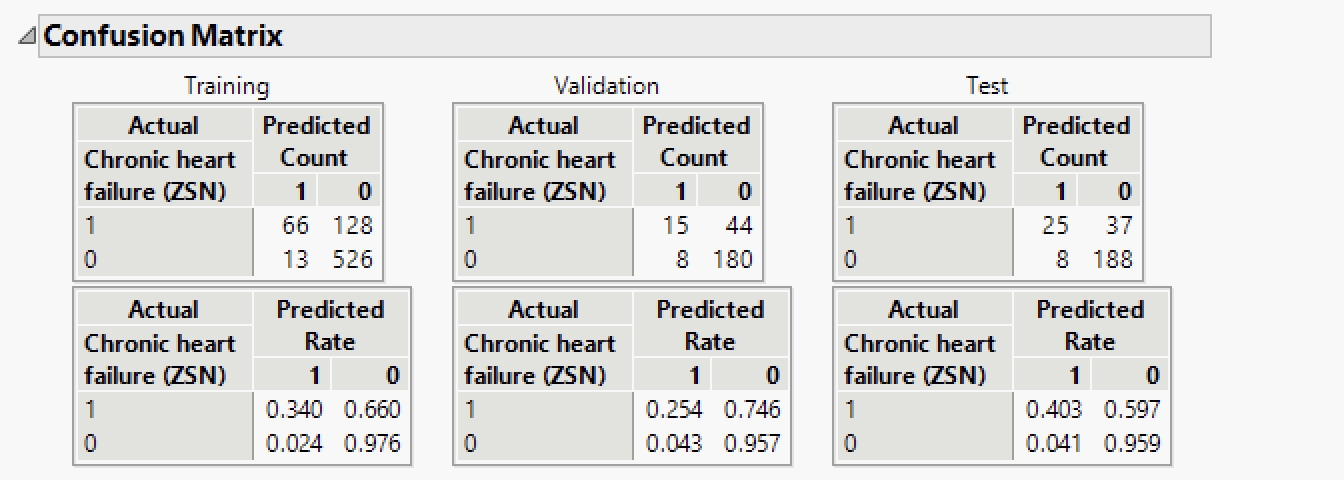 Confusion Matrix
Training
Actual Predicted
Chronic heart Count
failure (ZSN) 1 0
1 66 128
0 13 526
Actual Predicted
Chronic heart Rate
failure (ZSN) 1 0
1 0.340 0.660
0 0.024 0.976
Validation
Actual Predicted
Chronic heart Count
failure (ZSN) 1 0
1 15 44
0 8 180
Actual Predicted
Chronic heart Rate
failure (ZSN) 1 0
1 0.254 0.746
0 0.043 0.957
Test
Actual Predicted
Chronic heart Count
failure (ZSN) 1 0
1 25 37
0 8 188
Actual Predicted
Chronic heart Rate
failure (ZSN) 1 0
1 0.403 0.597
0 0.041 0.959